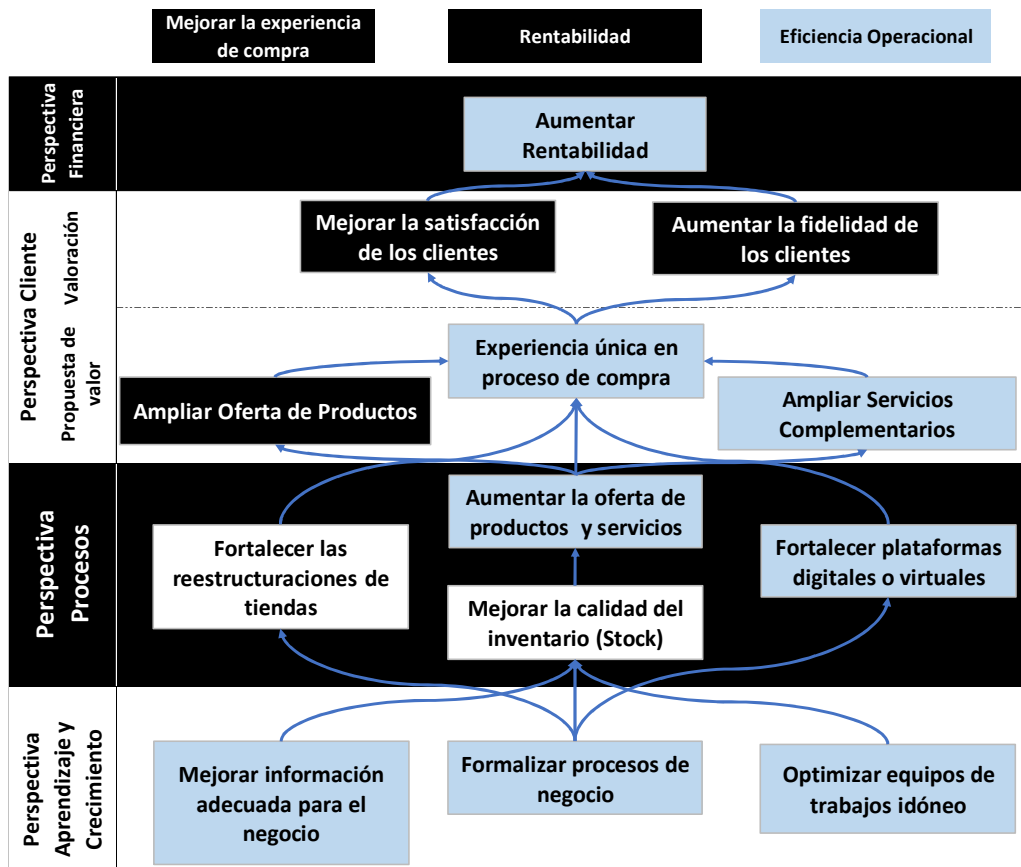 Mejorar la experiencia
de compra
Rentabilidad
Eficiencia Operacional
Perspectiva
Financiera
Aumentar
Rentabilidad
Perspectiva Cliente
Valoración
Mejorar la satisfacción
de los clientes
Aumentar la fidelidad de
los clientes
Propuesta de
valor
Experiencia única en
proceso de compra
Ampliar Oferta de Productos
Ampliar Servicios
Complementarios
Perspectiva
Procesos
Aumentar la oferta de
productos y servicios
Fortalecer las
reestructuraciones de
tiendas
Fortalecer plataformas
digitales o virtuales
Mejorar la calidad del
inventario (Stock)
Perspectiva
Aprendizaje y
Crecimiento
Mejorar información
adecuada para el
negocio
Formalizar procesos de
negocio
Optimizar equipos de
trabajos idóneo